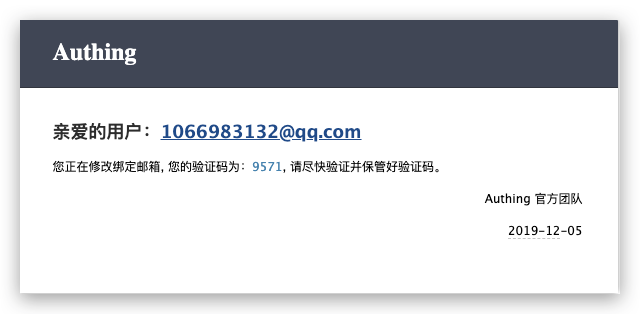 Authing
亲爱的用户：1066983132@qq.com
您正在修改绑定邮箱, 您的验证码为：9571, 请尽快验证并保管好验证码。
Authing 官方团队
2019-12-05